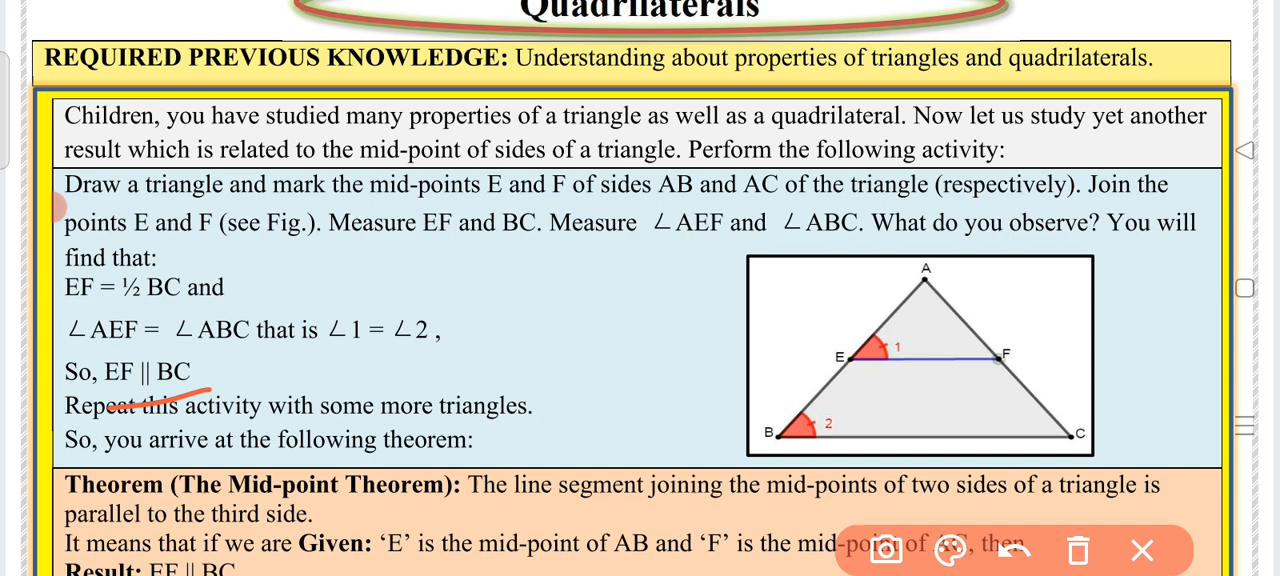 Quadrilaterals
REQUIRED PREVIOUS KNOWLEDGE: Understanding about properties of triangles and quadrilaterals.
Children, you have studied many properties of a triangle as well as a quadrilateral. Now let us study yet another
result which is related to the mid-point of sides of a triangle. Perform the following activity:
Draw a triangle and mark the mid-points E and F of sides AB and AC of the triangle (respectively). Join the
points E and F (see Fig.). Measure EF and BC. Measure ∠ AEF and ∠ ABC. What do you observe? You will
find that:
EF = ½ BC and
∠ AEF = ∠ ABC that is ∠ 1 = ∠ 2 ,
So, EF || BC
Repeat this activity with some more triangles.
So, you arrive at the following theorem:
A
E
1
F
B
2
C
Theorem (The Mid-point Theorem): The line segment joining the mid-points of two sides of a triangle is
parallel to the third side.
It means that if we are Given: ‘E’ is the mid-point of AB and ‘F’ is the mid-point of AC, then
Result: EF || BC